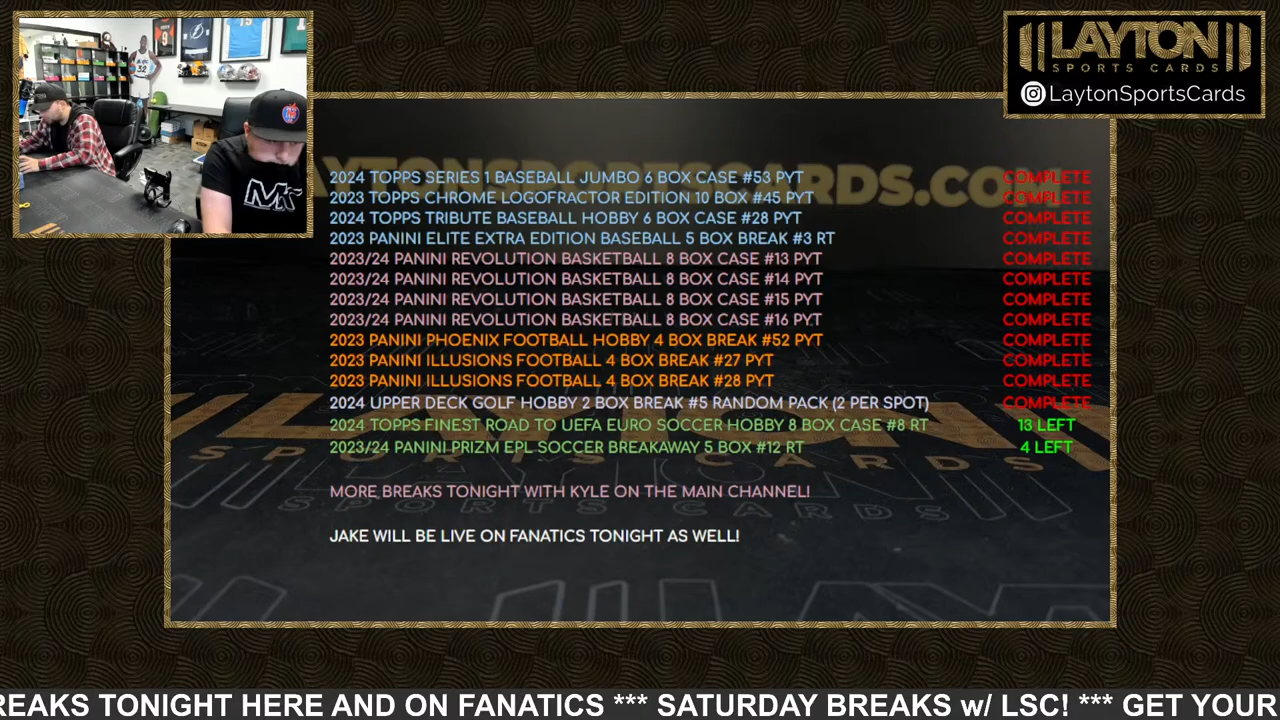 LAYTON
SPORTS CARDS
LaytonSportsCards
LAYTONSPORTSCARDS.CO
2024 TOPPS SERIES 1 BASEBALL JUMBO 6 BOX CASE #53 PYT COMPLETE
2023 TOPPS CHROME LOGOFRACTOR EDITION 10 BOX #45 PYT COMPLETE
2024 TOPPS TRIBUTE BASEBALL HOBBY 6 BOX CASE #28 PYT COMPLETE
2023 PANINI ELITE EXTRA EDITION BASEBALL 5 BOX BREAK #3 RT COMPLETE
2023/24 PANINI REVOLUTION BASKETBALL 8 BOX CASE #13 PYT COMPLETE
2023/24 PANINI REVOLUTION BASKETBALL 8 BOX CASE #14 PYT COMPLETE
2023/24 PANINI REVOLUTION BASKETBALL 8 BOX CASE #15 PYT COMPLETE
2023/24 PANINI REVOLUTION BASKETBALL 8 BOX CASE #16 PYT COMPLETE
2023 PANINI PHOENIX FOOTBALL HOBBY 4 BOX BREAK #52 PYT COMPLETE
2023 PANINI ILLUSIONS FOOTBALL 4 BOX BREAK #27 PYT COMPLETE
2023 PANINI ILLUSIONS FOOTBALL 4 BOX BREAK #28 PYT COMPLETE
2024 UPPER DECK GOLF HOBBY 2 BOX BREAK #5 RANDOM PACK (2 PER SPOT) COMPLETE
2024 TOPPS FINEST ROAD TO UEFA EURO SOCCER HOBBY 8 BOX CASE #8 RT 13 LEFT
2023/24 PANINI PRIZM EPL SOCCER BREAKAWAY 5 BOX #12 RT 4 LEFT
MORE BREAKS TONIGHT WITH KYLE ON THE MAIN CHANNEL!
JAKE WILL BE LIVE ON FANATICS TONIGHT AS WELL!
LAYTON
SPORTS CARDS
REAKS TONIGHT HERE AND ON FANATICS *** SATURDAY BREAKS w/ LSC! *** GET YOUR